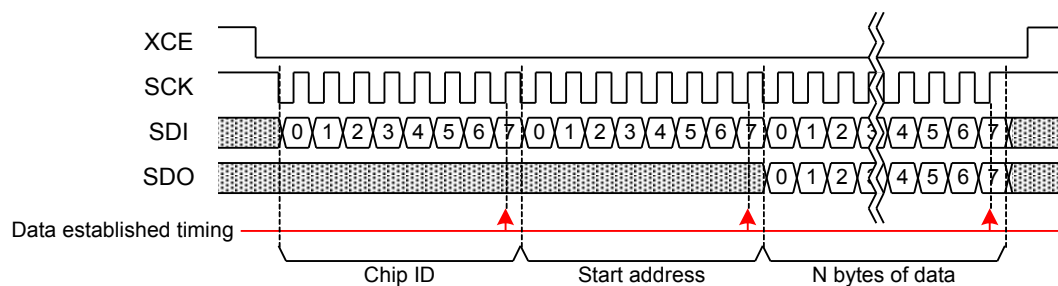 XCE
SCK
SDI 0 1 2 3 4 5 6 7 0 1 2 3 4 5 6 7 0 1 2 3 4 5 6 7
SDO 0 1 2 3 4 5 6 7
Data established timing
Chip ID Start address N bytes of data